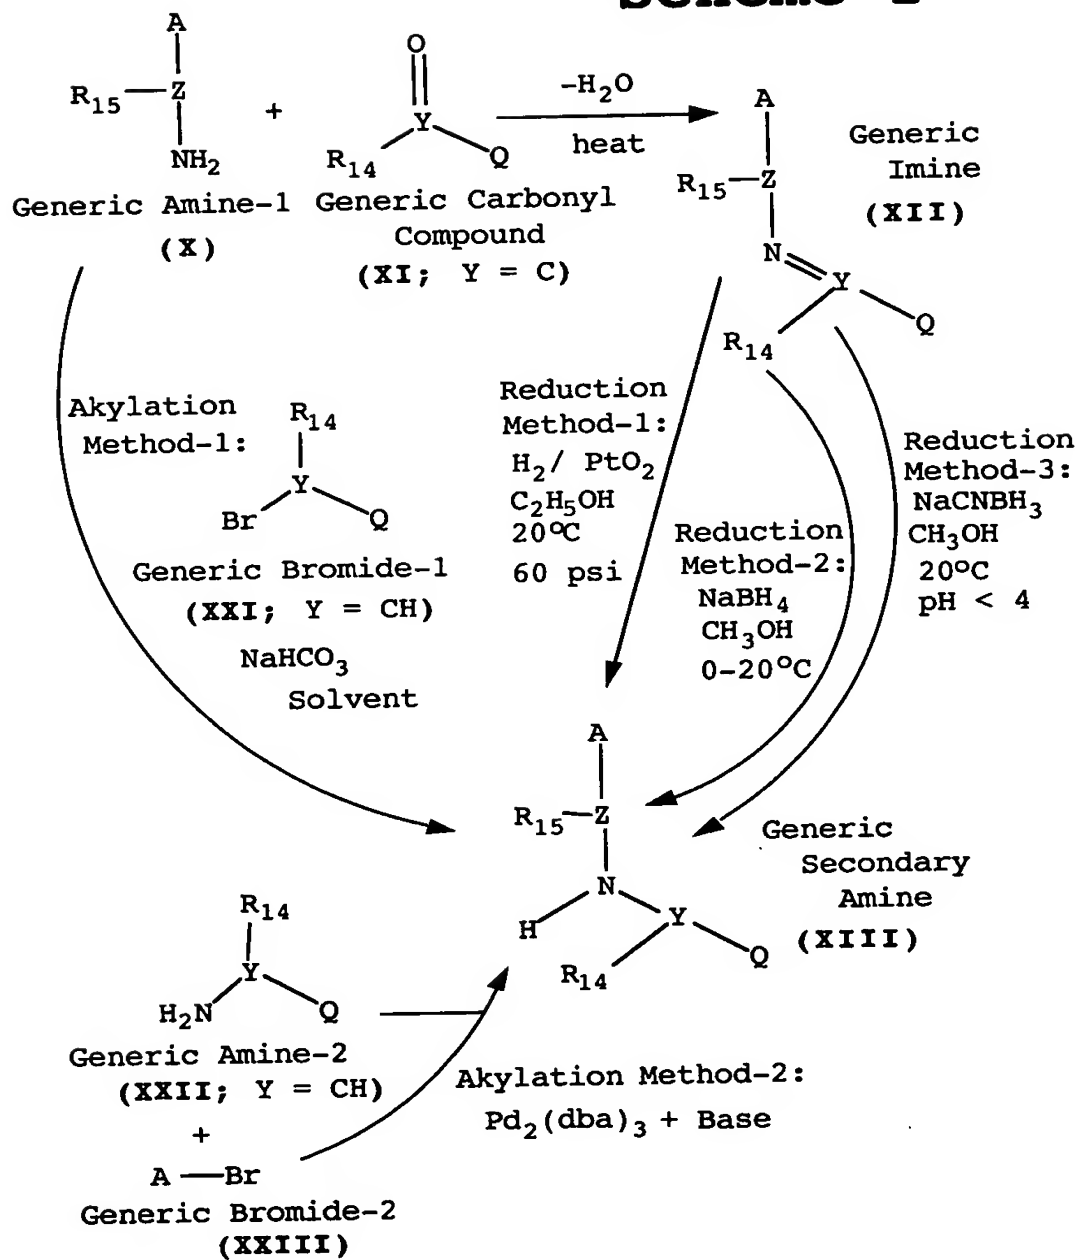 Scheme
A
R15 Z
NH2
Generic Amine-1
(X)
+
O
Y
R14 Q
Generic Carbonyl
Compound
(XI; Y = C)
-H2O
heat
A
R15 Z
N
Y
Q
R14
Generic
Imine
(XII)
Akylation
Method-1:
R14
Y
Br Q
Generic Bromide-1
(XXI; Y = CH)
NaHCO3
Solvent
Reduction
Method-1:
H2/ PtO2
C2H5OH
20°C
60 psi
Reduction
Method-2:
NaBH4
CH3OH
0-20°C
Reduction
Method-3:
NaCNBH3
CH3OH
20°C
pH < 4
A
R15 Z
N
H Y
R14 Q
Generic
Secondary
Amine
(XIII)
R14
Y
H2N Q
Generic Amine-2
(XXII; Y = CH)
+
A Br
Generic Bromide-2
(XXIII)
Akylation Method-2:
Pd2(dba)3 + Base